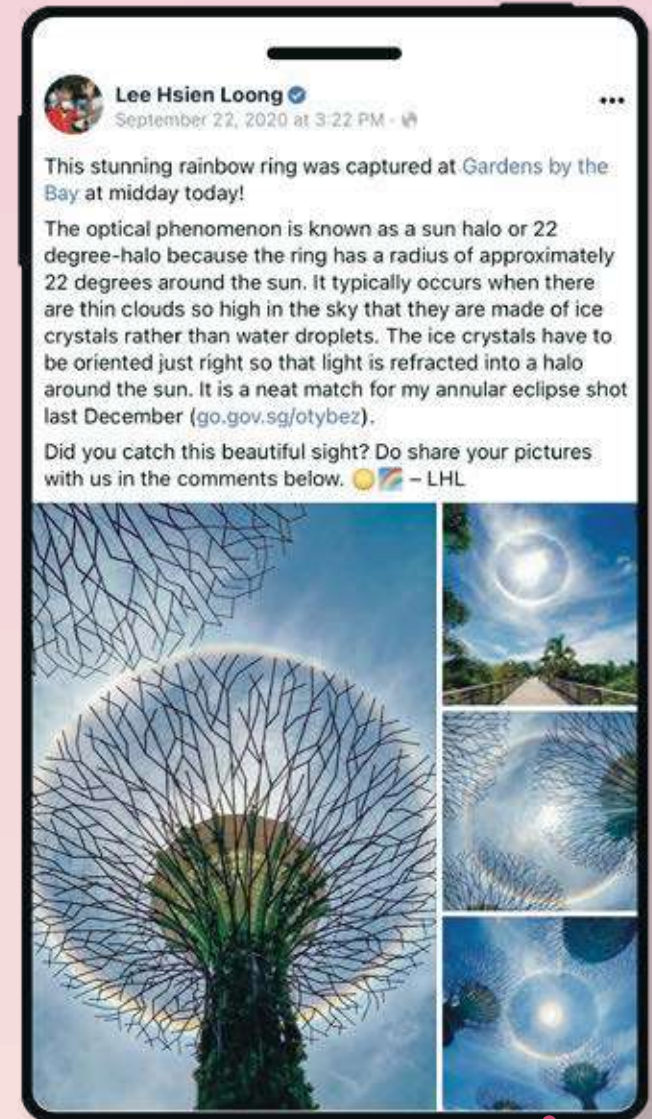 Lee Hsien Loong
September 22, 2020 at 3:22 PM ·
This stunning rainbow ring was captured at Gardens by the
Bay at midday today!
The optical phenomenon is known as a sun halo or 22
degree-halo because the ring has a radius of approximately
22 degrees around the sun. It typically occurs when there
are thin clouds so high in the sky that they are made of ice
crystals rather than water droplets. The ice crystals have to
be oriented just right so that light is refracted into a halo
around the sun. It is a neat match for my annular eclipse shot
last December (go.gov.sg/otybez).
Did you catch this beautiful sight? Do share your pictures
with us in the comments below. 🌕🌈 – LHL